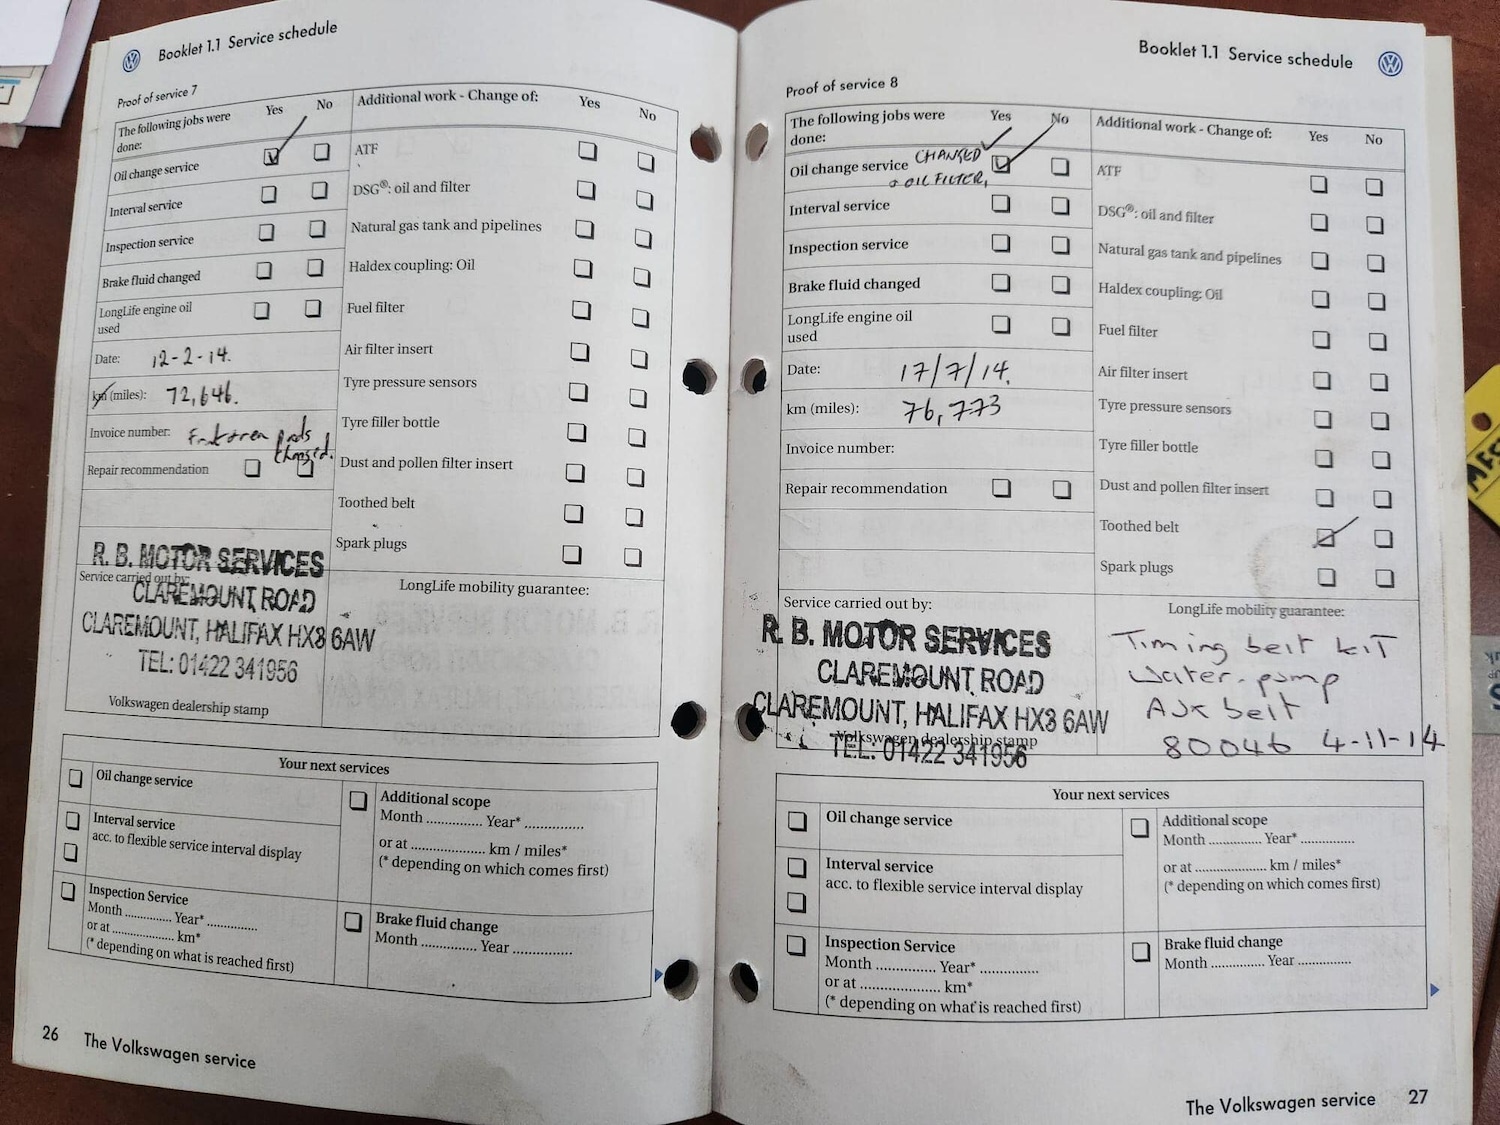 Booklet 1.1 Service schedule
Proof of service 7
The following jobs were done:
Yes
No
Oil change service
Interval service
Inspection service
Brake fluid changed
LongLife engine oil used
Date: 12-2-14.
km (miles): 72,646.
Invoice number: pads
changed.
Repair recommendation
Additional work - Change of:
Yes
No
ATF
DSG®: oil and filter
Natural gas tank and pipelines
Haldex coupling: Oil
Fuel filter
Air filter insert
Tyre pressure sensors
Tyre filler bottle
Dust and pollen filter insert
Toothed belt
Spark plugs
R. B. MOTOR SERVICES
Service carried out by:
CLAREMOUNT ROAD
CLAREMOUNT, HALIFAX HX3 6AW
TEL: 01422 341956
Volkswagen dealership stamp
LongLife mobility guarantee:
Your next services
Oil change service
Interval service
acc. to flexible service interval display
Inspection Service
Month .............. Year* ..............
or at .................... km*
(* depending on what is reached first)
Additional scope
Month .............. Year* ..............
or at .................... km / miles*
(* depending on which comes first)
Brake fluid change
Month .............. Year ..............
26 The Volkswagen service
Booklet 1.1 Service schedule
Proof of service 8
The following jobs were done:
Yes
No
Oil change service CHANGED
+ OIL FILTER,
Interval service
Inspection service
Brake fluid changed
LongLife engine oil used
Date: 17/7/14.
km (miles): 76,773
Invoice number:
Repair recommendation
Additional work - Change of:
Yes
No
ATF
DSG®: oil and filter
Natural gas tank and pipelines
Haldex coupling: Oil
Fuel filter
Air filter insert
Tyre pressure sensors
Tyre filler bottle
Dust and pollen filter insert
Toothed belt
Spark plugs
Service carried out by:
R. B. MOTOR SERVICES
CLAREMOUNT ROAD
CLAREMOUNT, HALIFAX HX3 6AW
Volkswagen dealership stamp
TEL: 01422 341956
LongLife mobility guarantee:
Timing belt kit
Water-pump
Aux belt
80046 4-11-14
Your next services
Oil change service
Interval service
acc. to flexible service interval display
Inspection Service
Month .............. Year* ..............
or at .................... km*
(* depending on what is reached first)
Additional scope
Month .............. Year* ..............
or at .................... km / miles*
(* depending on which comes first)
Brake fluid change
Month .............. Year ..............
The Volkswagen service 27